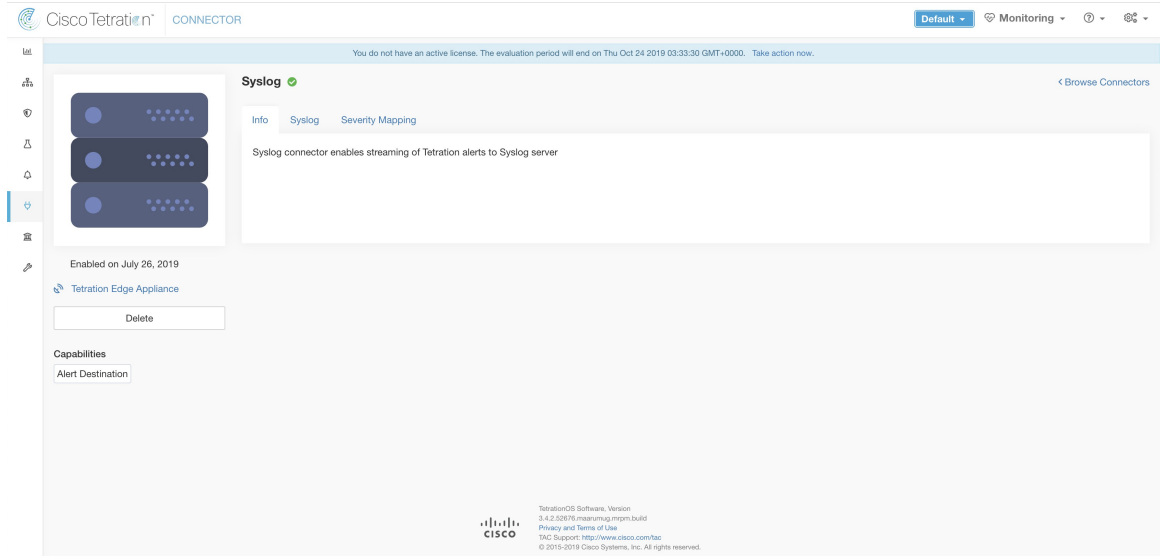 Cisco Tetration™ CONNECTOR Default Monitoring
You do not have an active license. The evaluation period will end on Thu Oct 24 2019 03:33:30 GMT+0000. Take action now.
Syslog
Browse Connectors
Info Syslog Severity Mapping
Syslog connector enables streaming of Tetration alerts to Syslog server
Enabled on July 26, 2019
Tetration Edge Appliance
Delete
Capabilities
Alert Destination
CISCO
TetrationOS Software, Version
3.4.2.52676.maarumug.mrpm.build
Privacy and Terms of Use
TAC Support: http://www.cisco.com/tac
© 2015-2019 Cisco Systems, Inc. All rights reserved.